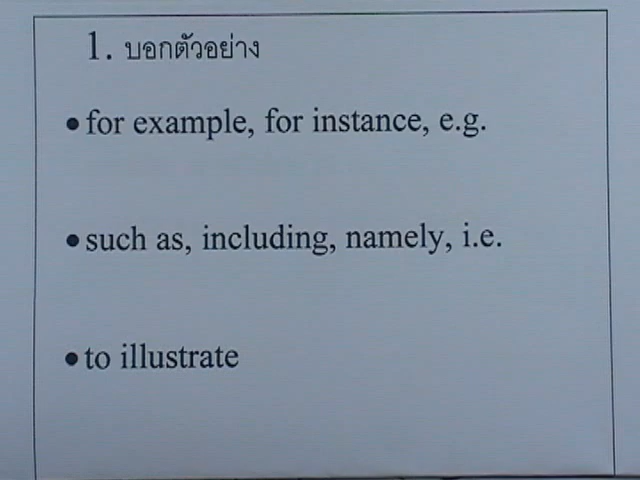 1. บอกตัวอย่าง
•for example, for instance, e.g.
•such as, including, namely, i.e.
•to illustrate